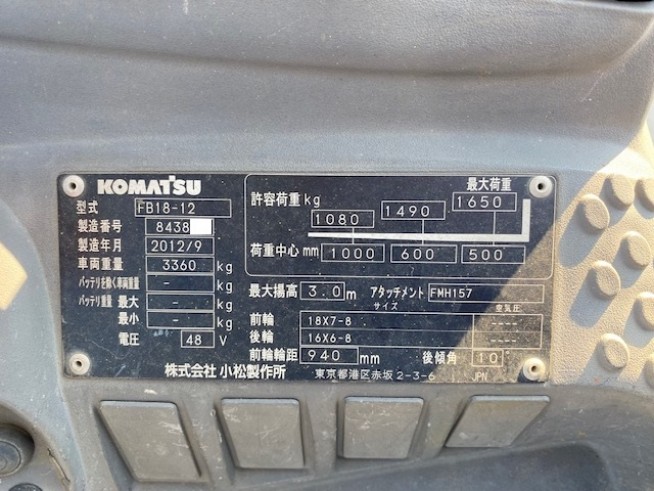 KOMATSU
型式 FB18-12
製造番号 8438
製造年月 2012/9
車両重量 3360 kg
バッテリを除く車両重量 - kg
バッテリ重量 最大 - kg
最小 - kg
電圧 48 V
許容荷重 kg 最大荷重
1080 1490 1650
荷重中心 mm 1000 600 500
最大揚高 3.0 m アタッチメント FMH157
サイズ 空気圧
前輪 18X7-8 ----
後輪 16X6-8 ----
前輪輪距 940 mm 後傾角 10
株式会社 小松製作所 東京都港区赤坂 2-3-6 JPN